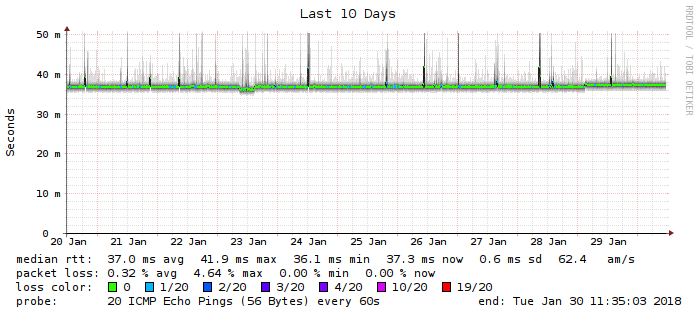 Last 10 Days
RRDTOOL / TOBI OETIKER
Seconds
50 m
40 m
30 m
20 m
10 m
0
20 Jan 21 Jan 22 Jan 23 Jan 24 Jan 25 Jan 26 Jan 27 Jan 28 Jan 29 Jan
median rtt: 37.0 ms avg 41.9 ms max 36.1 ms min 37.3 ms now 0.6 ms sd 62.4 am/s
packet loss: 0.32 % avg 4.64 % max 0.00 % min 0.00 % now
loss color: 0 1/20 2/20 3/20 4/20 10/20 19/20
probe: 20 ICMP Echo Pings (56 Bytes) every 60s end: Tue Jan 30 11:35:03 2018